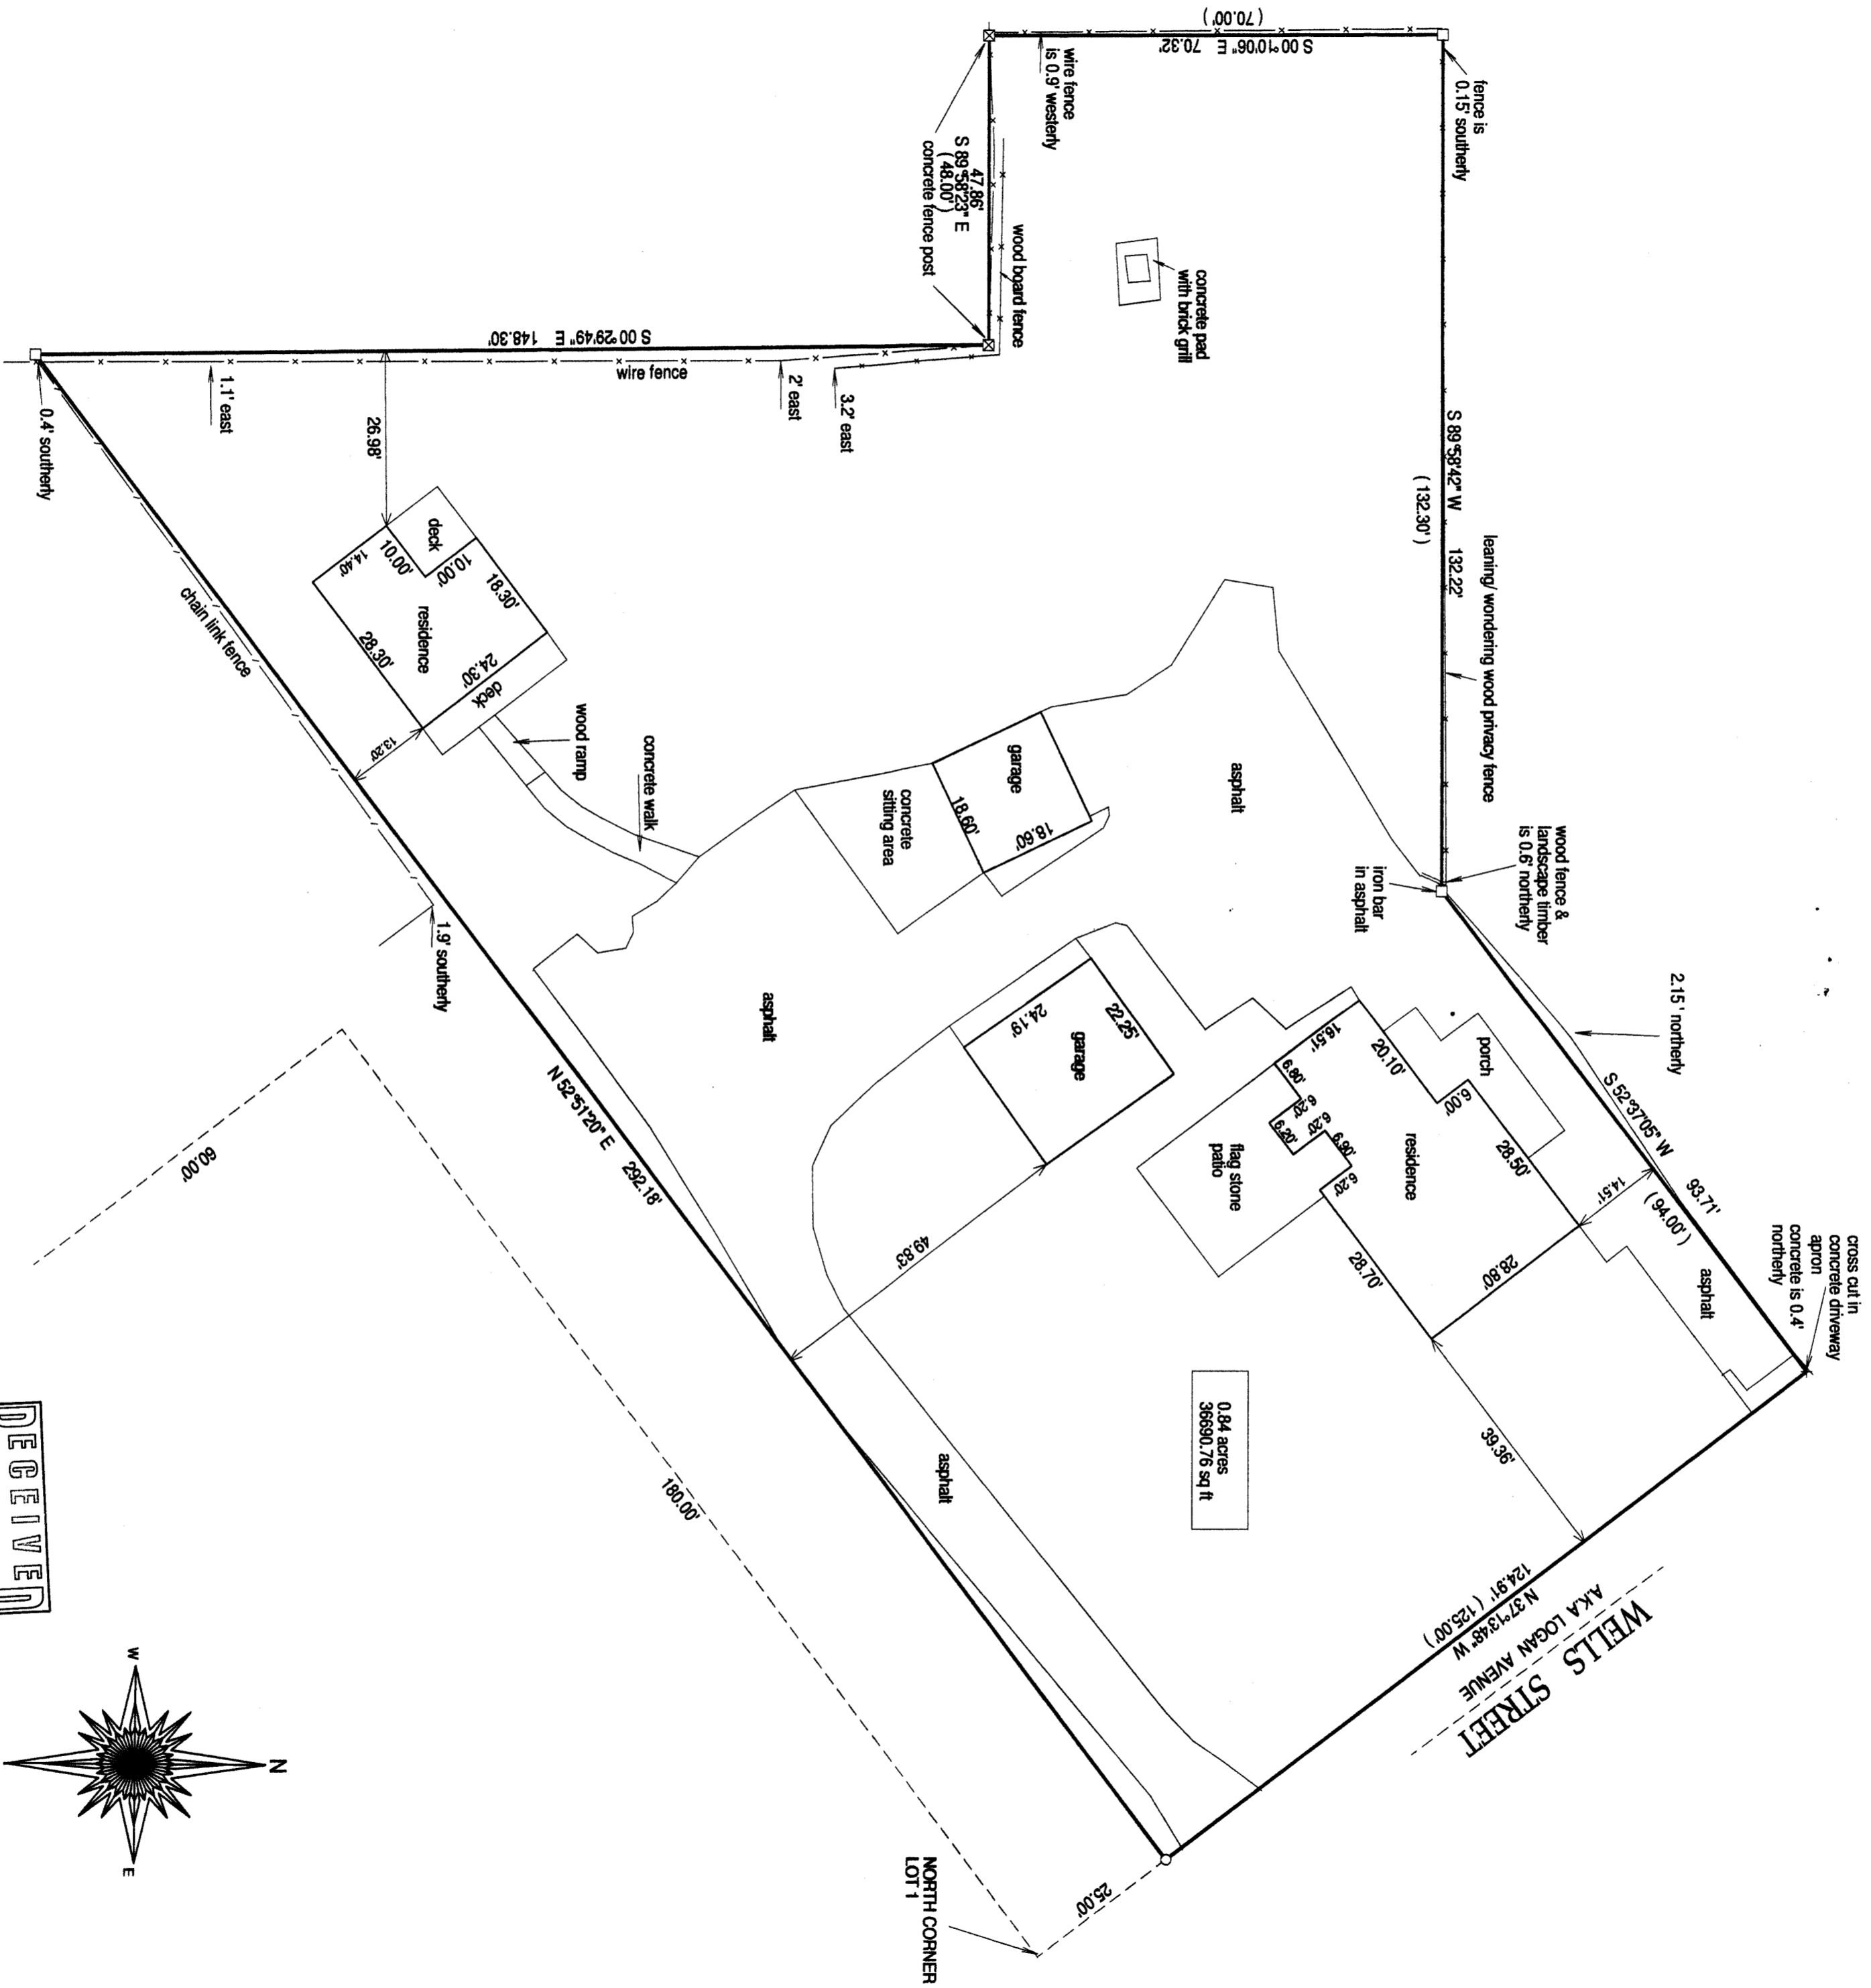 cross cut in
concrete driveway
apron
concrete is 0.4'
northerly
2.15' northerly
S 52°37'05" W
93.71'
( 94.00' )
wood fence &
landscape timber
is 0.6' northerly
iron bar
in asphalt
leaning/ wondering wood privacy fence
S 89°58'42" W
132.22'
( 132.30' )
fence is
0.15' southerly
S 00°10'06" E 70.32'
( 70.00' )
wire fence
is 0.9' westerly
concrete pad
with brick grill
wood board fence
47.86'
S 89°58'23" E
( 48.00' )
concrete fence post
S 00°29'49" E 148.30'
wire fence
3.2' east
2' east
1.1' east
0.4' southerly
26.98'
deck
10.00'
10.00'
18.30'
14.40'
residence
28.30'
24.30'
deck
13.20'
chain link fence
wood ramp
concrete walk
1.9' southerly
asphalt
garage
18.60'
18.60'
concrete
sitting area
asphalt
garage
24.19'
22.25'
49.83'
porch
20.10'
16.51'
6.00'
28.50'
6.80'
6.20'
6.20'
6.20'
6.90'
6.20'
residence
flag stone
patio
28.70'
28.80'
14.51'
asphalt
39.36'
0.84 acres
36690.76 sq ft
asphalt
N 52°51'20" E 292.18'
60.00'
180.00'
25.00'
NORTH CORNER
LOT 1
124.91' ( 125.00' )
N 37°13'48" W
A.K.A LOGAN AVENUE
WELLS STREET
N
W
E
RECEIVED